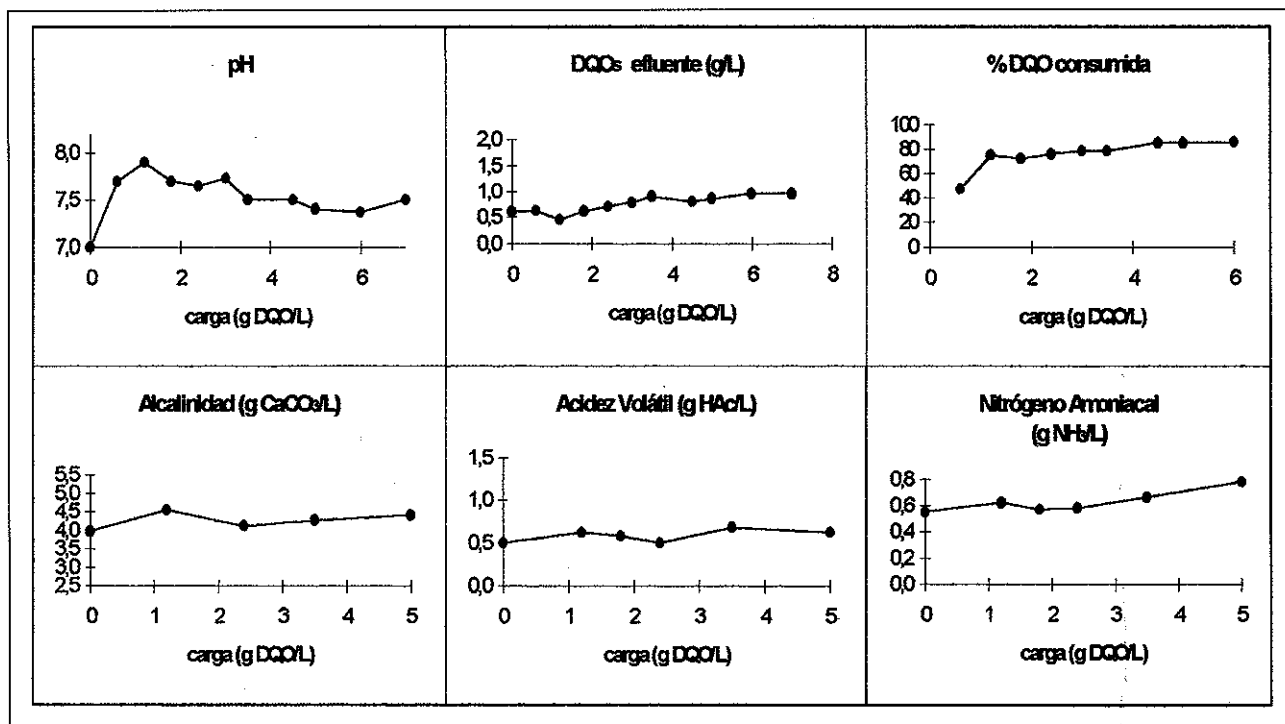 pH
8,0
7,5
7,0
0 2 4 6
carga (g DQO/L)
DQOs efluente (g/L)
2,0
1,5
1,0
0,5
0,0
0 2 4 6 8
carga (g DQO/L)
% DQO consumida
100
80
60
40
20
0
0 2 4 6
carga (g DQO/L)
Alcalinidad (g CaCO3/L)
5,5
5,0
4,5
4,0
3,5
3,0
2,5
0 1 2 3 4 5
carga (g DQO/L)
Acidez Volátil (g HAc/L)
1,5
1,0
0,5
0,0
0 1 2 3 4 5
carga (g DQO/L)
Nitrógeno Amoniacal
(g NH3/L)
0,8
0,6
0,4
0,2
0,0
0 1 2 3 4 5
carga (g DQO/L)